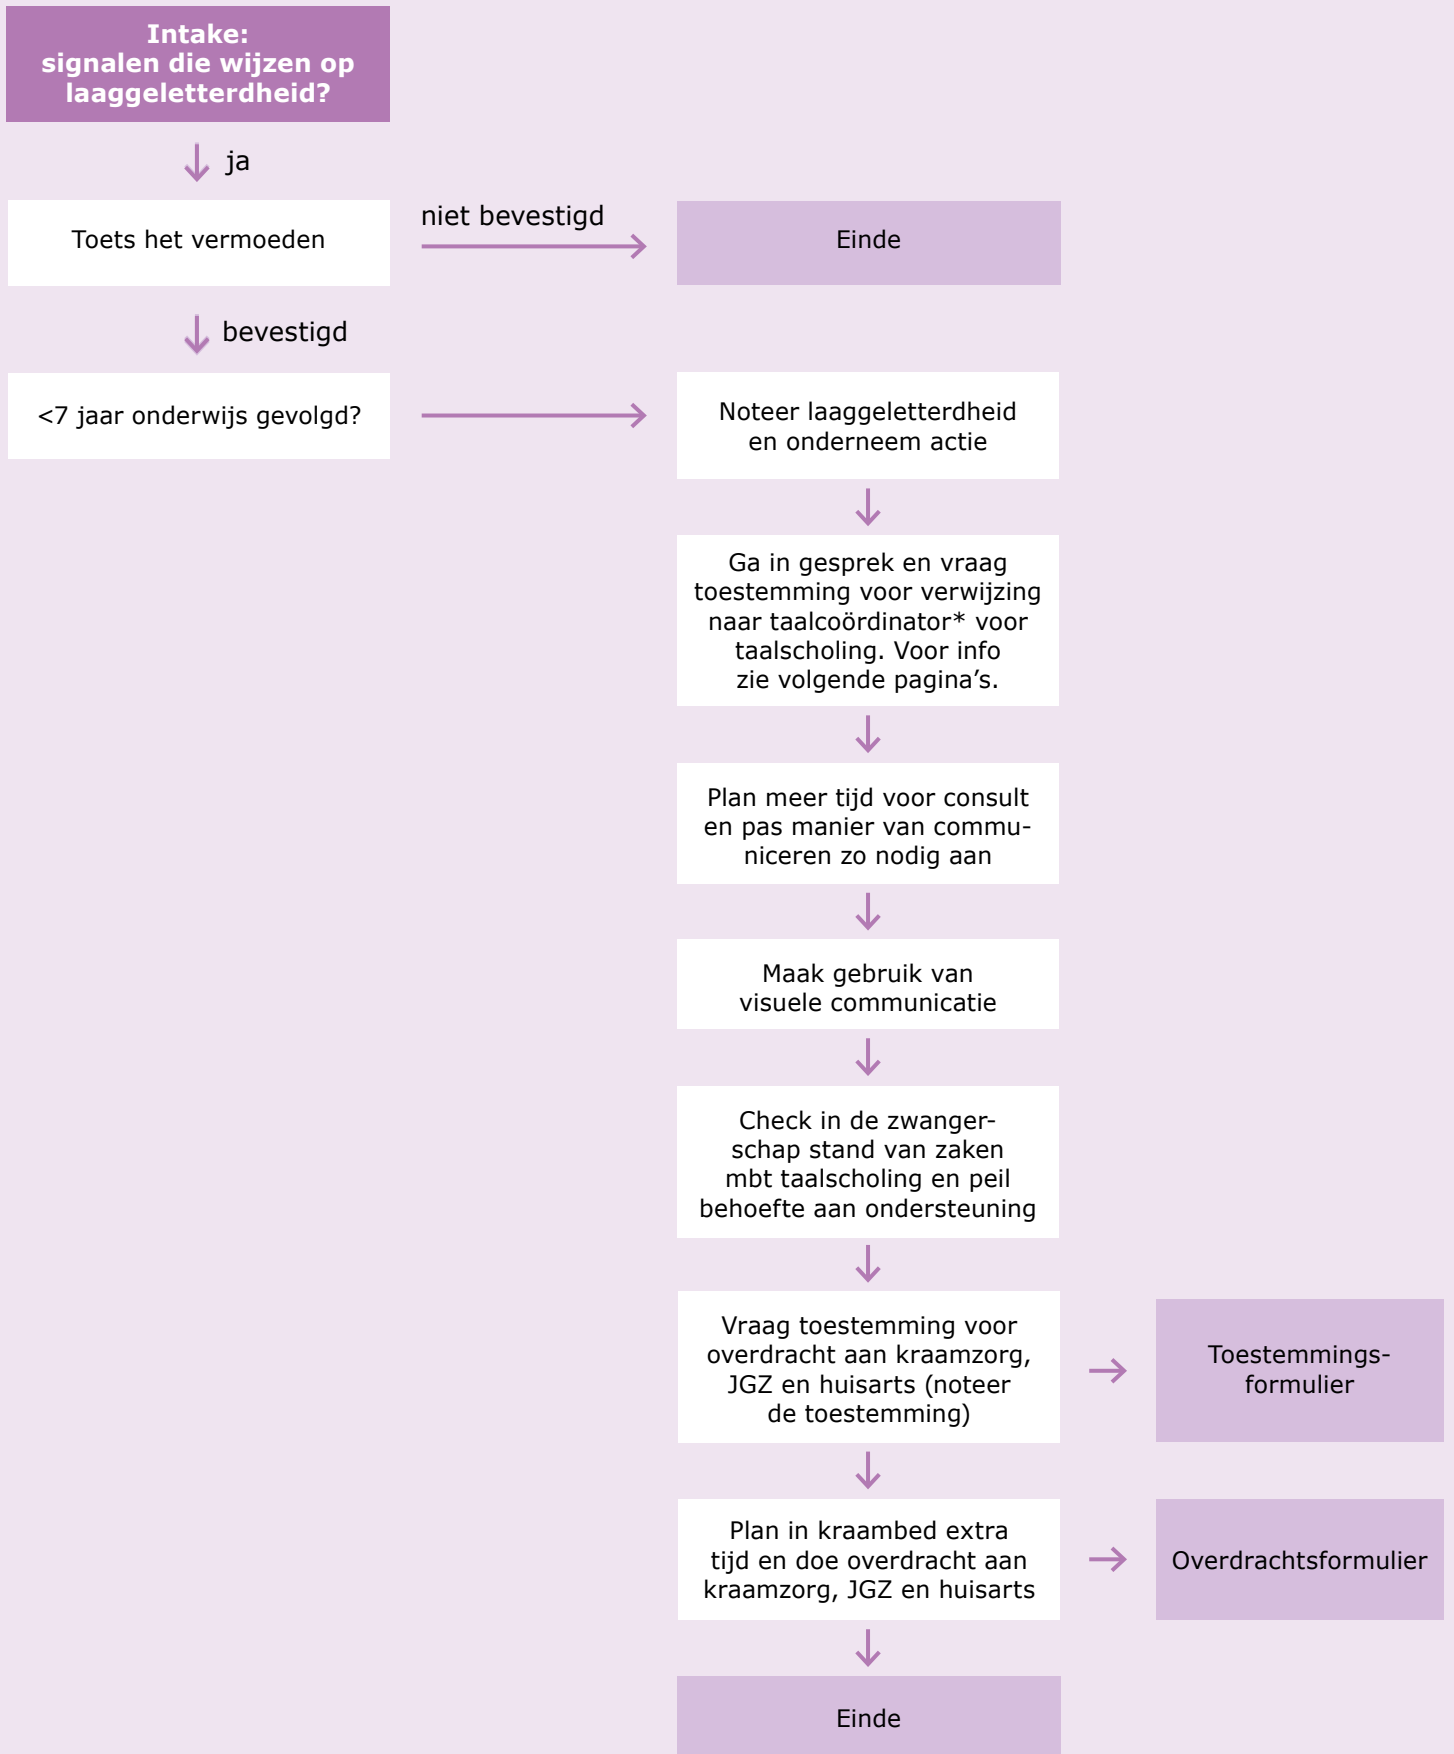 Intake:
signalen die wijzen op
laaggeletterdheid?
ja
Toets het vermoeden
niet bevestigd
Einde
bevestigd
<7 jaar onderwijs gevolgd?
Noteer laaggeletterdheid
en onderneem actie
Ga in gesprek en vraag
toestemming voor verwijzing
naar taalcoördinator* voor
taalscholing. Voor info
zie volgende pagina’s.
Plan meer tijd voor consult
en pas manier van commu-
niceren zo nodig aan
Maak gebruik van
visuele communicatie
Check in de zwanger-
schap stand van zaken
mbt taalscholing en peil
behoefte aan ondersteuning
Vraag toestemming voor
overdracht aan kraamzorg,
JGZ en huisarts (noteer
de toestemming)
Toestemmings-
formulier
Plan in kraambed extra
tijd en doe overdracht aan
kraamzorg, JGZ en huisarts
Overdrachtsformulier
Einde